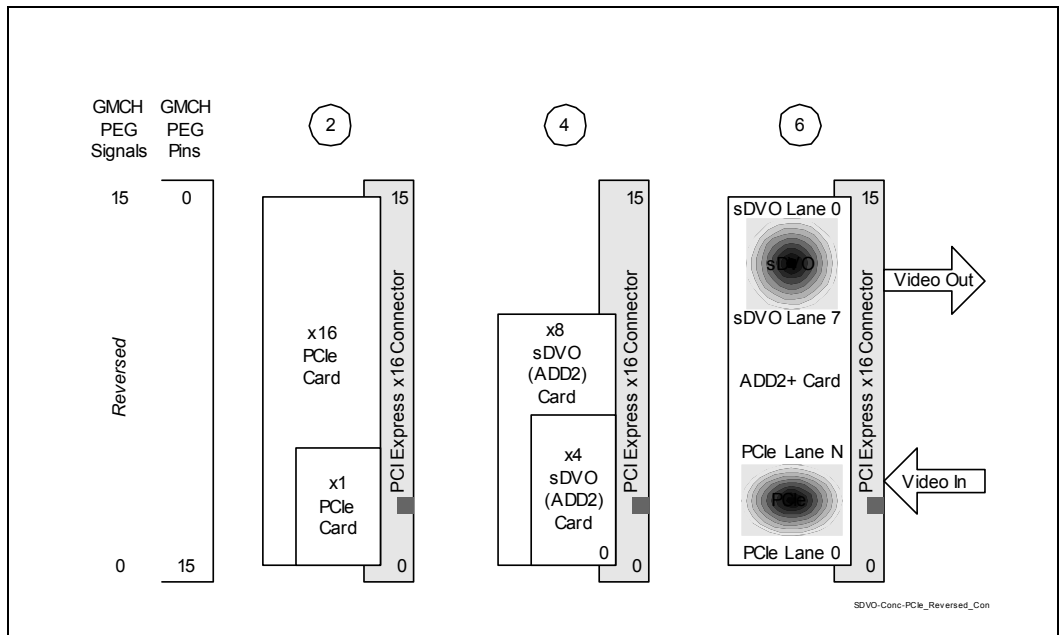 GMCH
PEG
Signals
GMCH
PEG
Pins
15
0
Reversed
0
15
2
15
PCI Express x16 Connector
x16
PCIe
Card
x1
PCIe
Card
0
4
15
PCI Express x16 Connector
x8
sDVO
(ADD2)
Card
x4
sDVO
(ADD2)
Card
0
0
6
sDVO Lane 0
15
sDVO
sDVO Lane 7
Video Out
PCI Express x16 Connector
ADD2+ Card
PCIe Lane N
PCIe
Video In
PCIe Lane 0
0
SDVO-Conc-PCIe_Reversed_Con